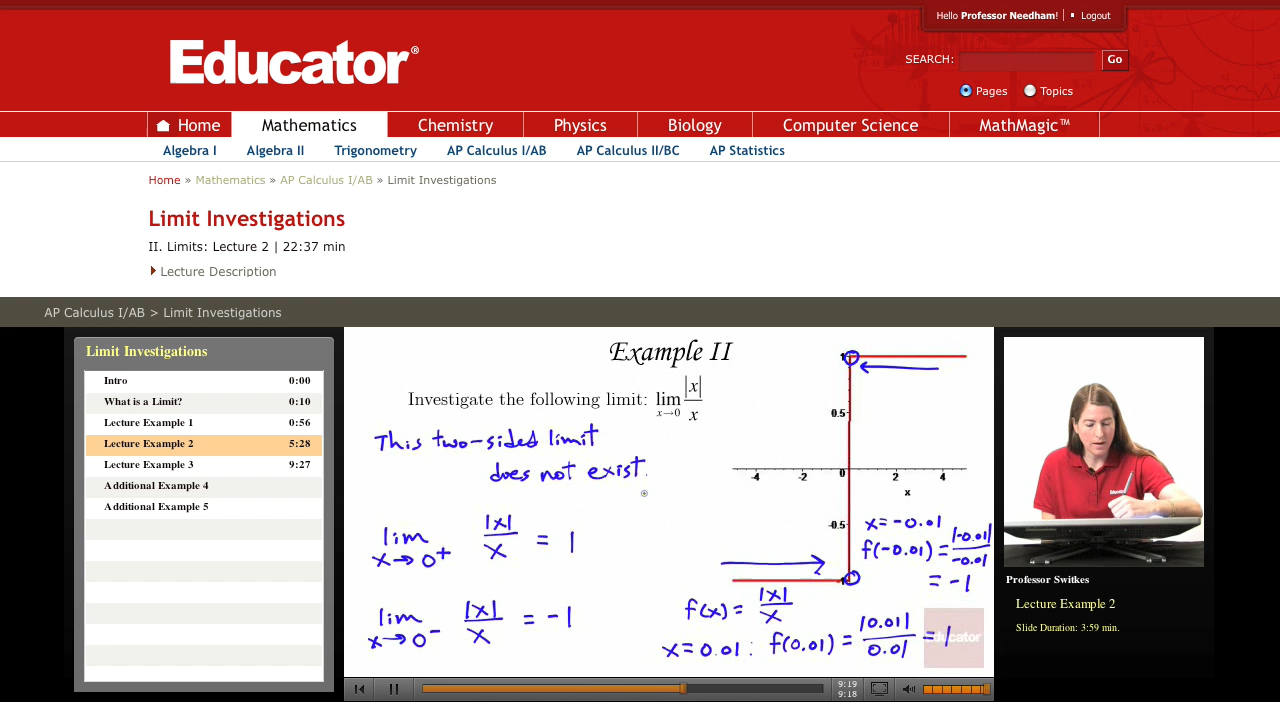 Hello Professor Needham! | ▪ Logout
Educator®
SEARCH: Go
Pages Topics
Home Mathematics Chemistry Physics Biology Computer Science MathMagic™
Algebra I Algebra II Trigonometry AP Calculus I/AB AP Calculus II/BC AP Statistics
Home » Mathematics » AP Calculus I/AB » Limit Investigations
Limit Investigations
II. Limits: Lecture 2 | 22:37 min
Lecture Description
AP Calculus I/AB > Limit Investigations
Limit Investigations
Intro 0:00
What is a Limit? 0:10
Lecture Example 1 0:56
Lecture Example 2 5:28
Lecture Example 3 9:27
Additional Example 4
Additional Example 5
Example II
Investigate the following limit: lim x→0 |x|/x
This two-sided limit
does not exist.
lim x→0+ |x|/x = 1
lim x→0- |x|/x = -1
1
0.5
-4 -2 0 2 4
x
-0.5
-1
x = -0.01
f(-0.01) = |-0.01|/-0.01
= -1
f(x) = |x|/x
x = 0.01 : f(0.01) = |0.01|/0.01 = 1
Educator
9:19
9:18
Professor Switkes
Lecture Example 2
Slide Duration: 3:59 min.